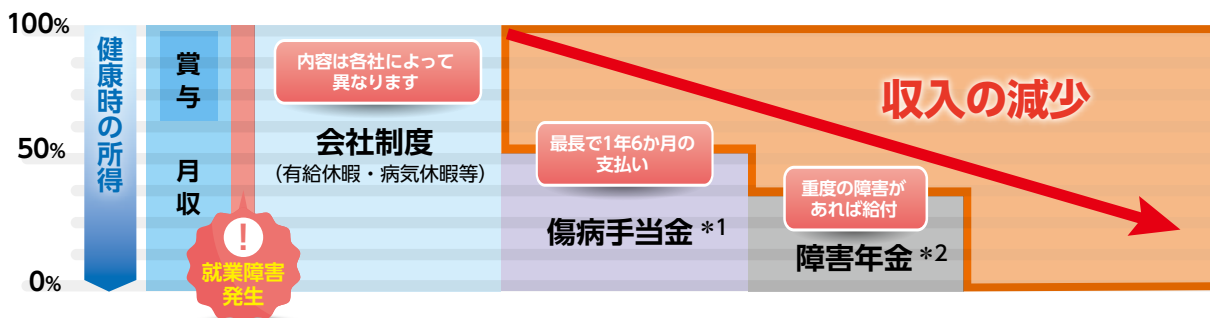 100%
50%
0%
健康時の所得
賞与
月収
!
就業障害
発生
内容は各社によって
異なります
会社制度
(有給休暇・病気休暇等)
最長で1年6か月の
支払い
傷病手当金 *1
重度の障害が
あれば給付
障害年金 *2
収入の減少